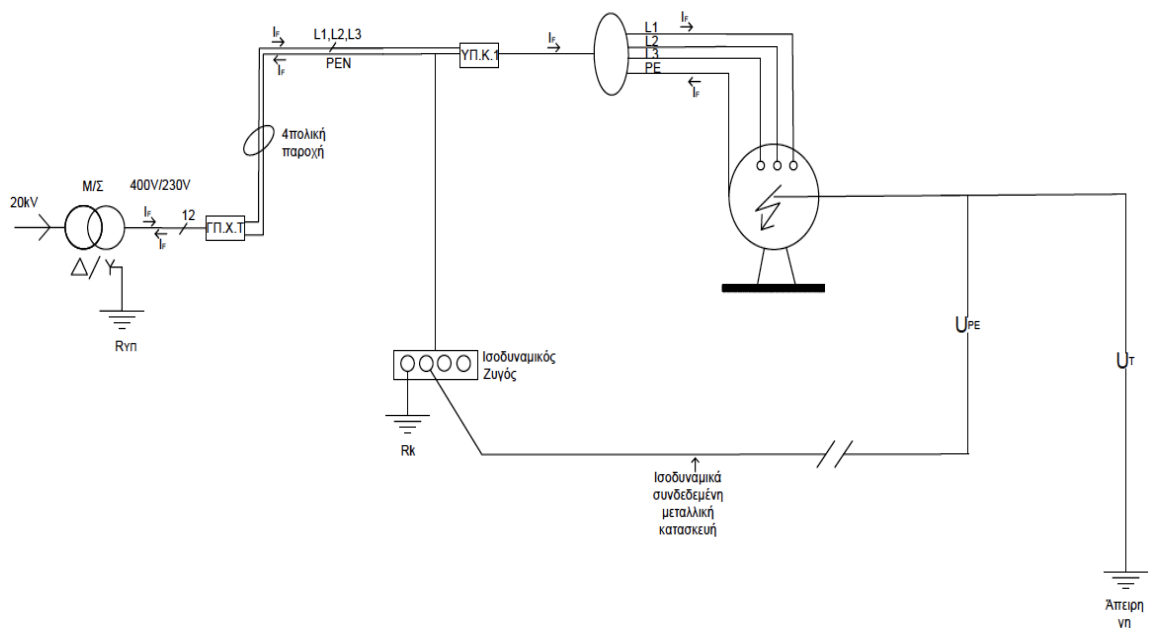 IF
L1,L2,L3
IF
PEN
ΥΠ.Κ.1
IF
L1
IF
L2
L3
PE
IF
4πολική
παροχή
Μ/Σ
400V/230V
20kV
IF
12
IF
ΓΠ.Χ.Τ
Δ/Υ
RΥΠ
Ισοδυναμικός
Ζυγός
Rk
UPE
UT
Ισοδυναμικά
συνδεδεμένη
μεταλλική
κατασκευή
Άπειρη
γη